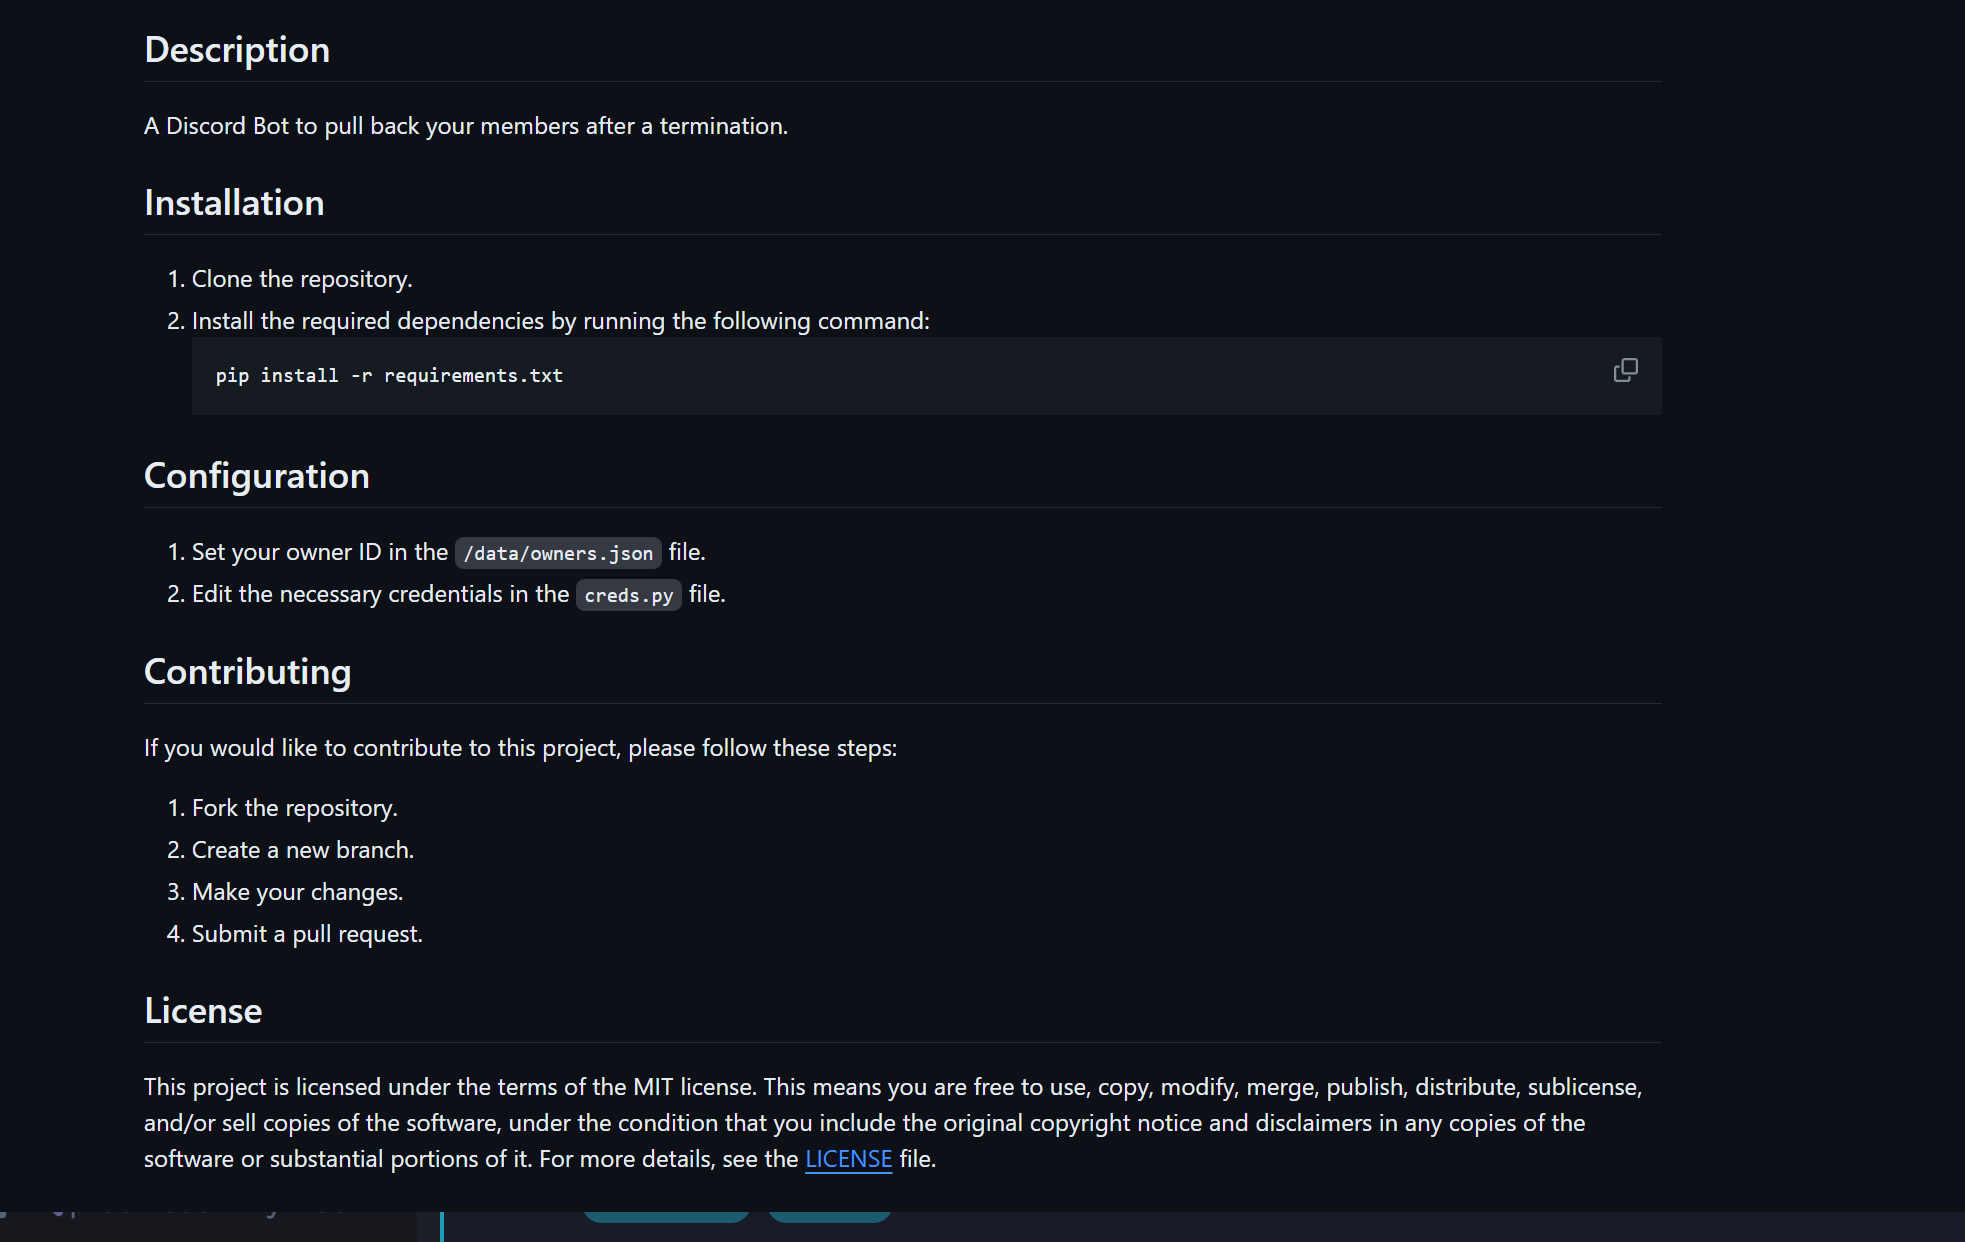 Description
A Discord Bot to pull back your members after a termination.
Installation
1. Clone the repository.
2. Install the required dependencies by running the following command:
pip install -r requirements.txt
Configuration
1. Set your owner ID in the /data/owners.json file.
2. Edit the necessary credentials in the creds.py file.
Contributing
If you would like to contribute to this project, please follow these steps:
1. Fork the repository.
2. Create a new branch.
3. Make your changes.
4. Submit a pull request.
License
This project is licensed under the terms of the MIT license. This means you are free to use, copy, modify, merge, publish, distribute, sublicense,
and/or sell copies of the software, under the condition that you include the original copyright notice and disclaimers in any copies of the
software or substantial portions of it. For more details, see the LICENSE file.